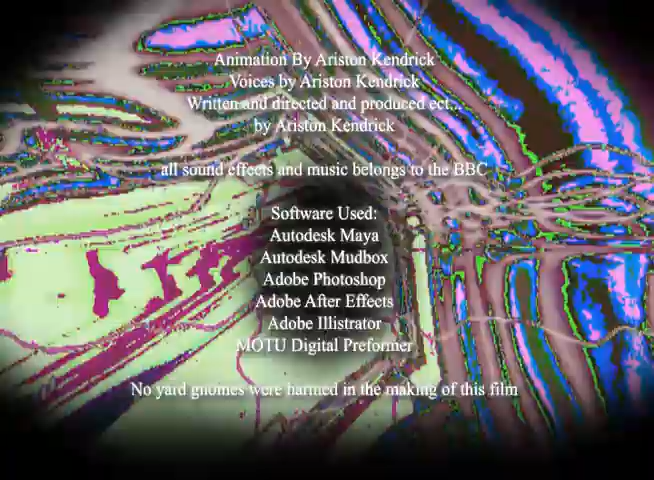 Animation By Ariston Kendrick
Voices by Ariston Kendrick
Written and directed and produced ect...
by Ariston Kendrick
all sound effects and music belongs to the BBC
Software Used:
Autodesk Maya
Autodesk Mudbox
Adobe Photoshop
Adobe After Effects
Adobe Illistrator
MOTU Digital Preformer
No yard gnomes were harmed in the making of this film